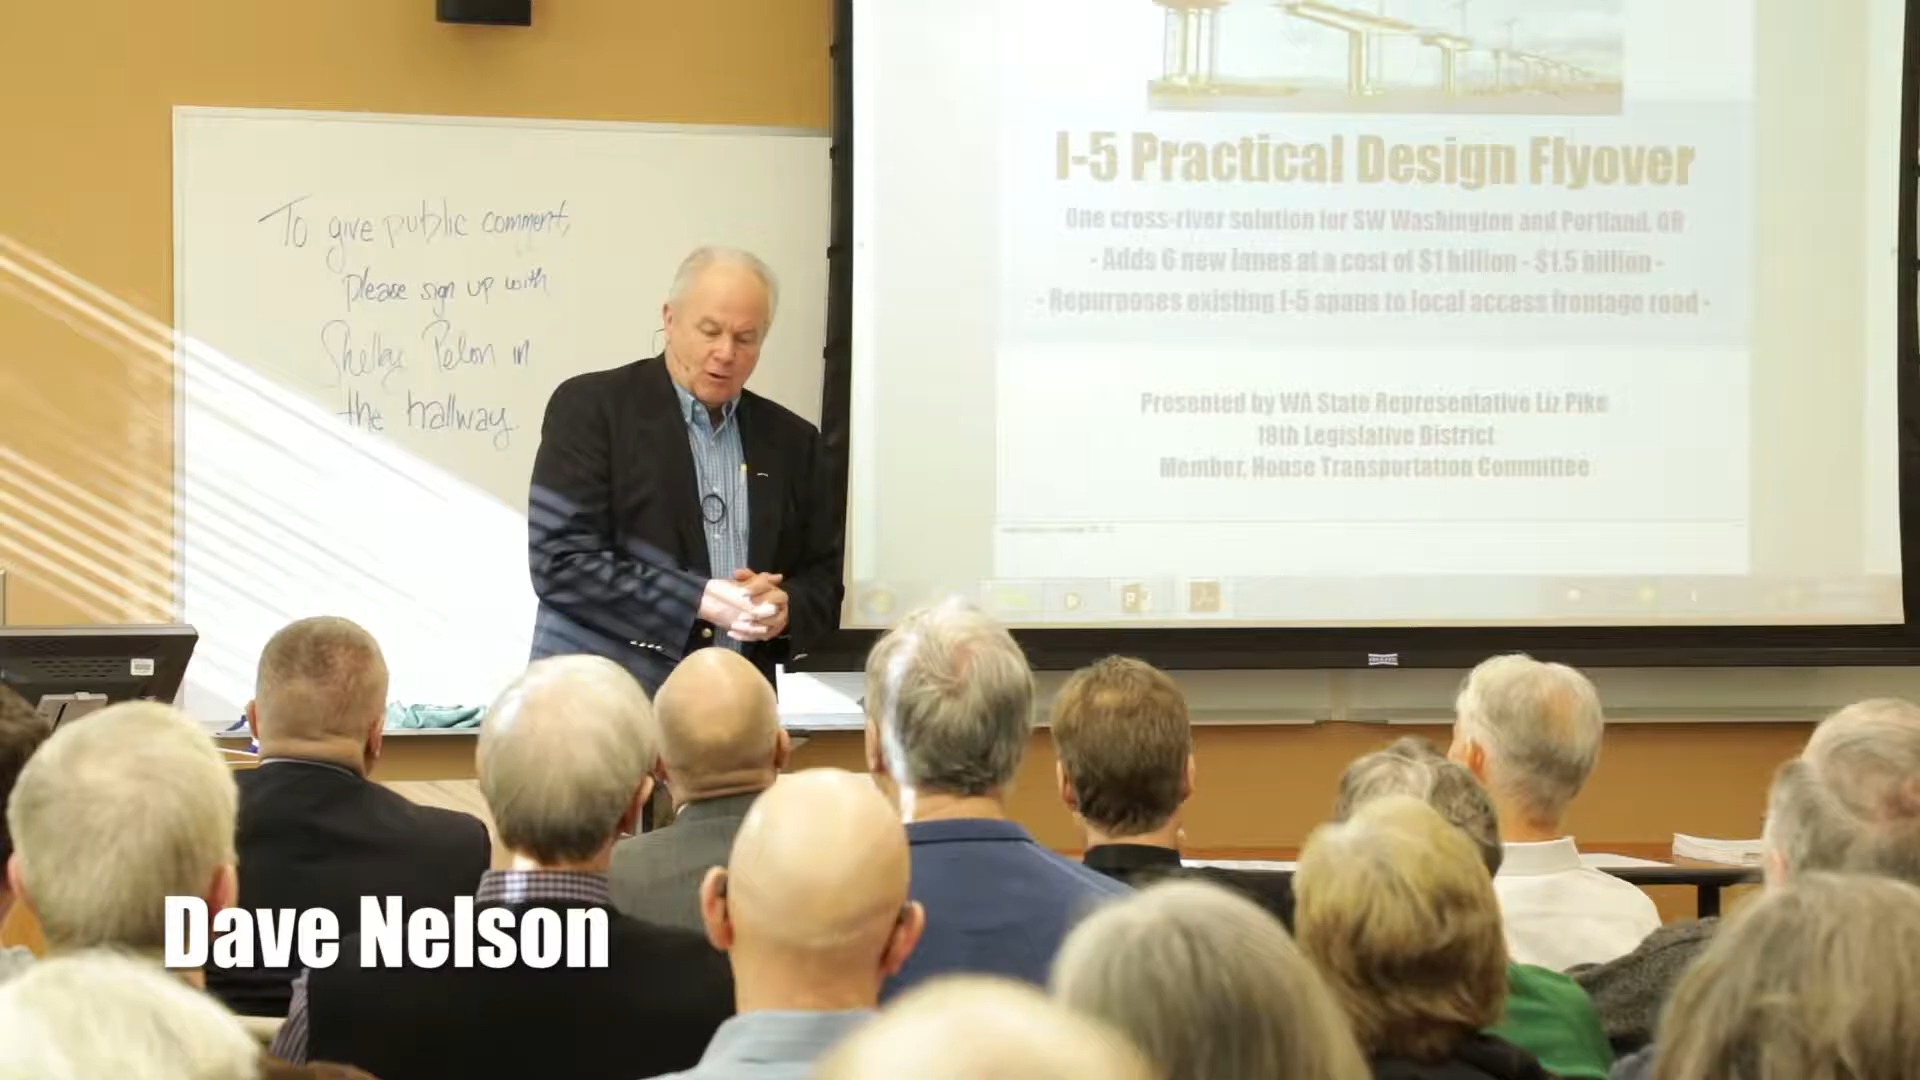 To give public comment,
please sign up with
Shelley Pelon in
the hallway.
I-5 Practical Design Flyover
One cross-river solution for SW Washington and Portland, OR
- Adds 6 new lanes at a cost of $1 billion - $1.5 billion -
- Repurposes existing I-5 spans to local access frontage road -
Presented by WA State Representative Liz Pike
18th Legislative District
Member, House Transportation Committee
Dave Nelson